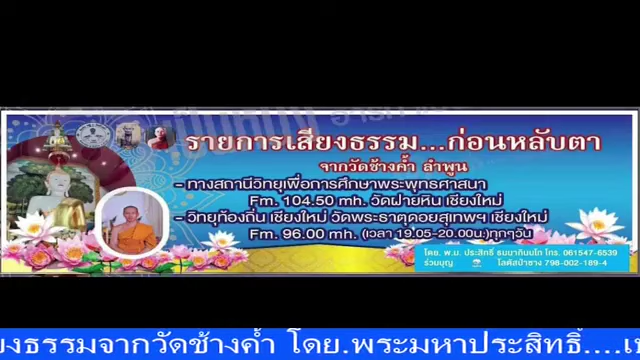 รายการเสียงธรรม...ก่อนหลับตา
จากวัดช้างค้ำ ลำพูน
- ทางสถานีวิทยุเพื่อการศึกษาพระพุทธศาสนา
Fm. 104.50 mh. วัดฝายหิน เชียงใหม่
- วิทยุท้องถิ่น เชียงใหม่ วัดพระธาตุดอยสุเทพฯ เชียงใหม่
Fm. 96.00 mh. (เวลา 19.05-20.00น.)ทุกๆวัน
โดย. พ.ม. ประสิทธิ์ ธมมากินนโท โทร. 061547-6539
ร่วมบุญ โลตัสป่าซาง 798-002-189-4
ยงธรรมจากวัดช้างค้ำ โดย.พระมหาประสิทธิ์....เ